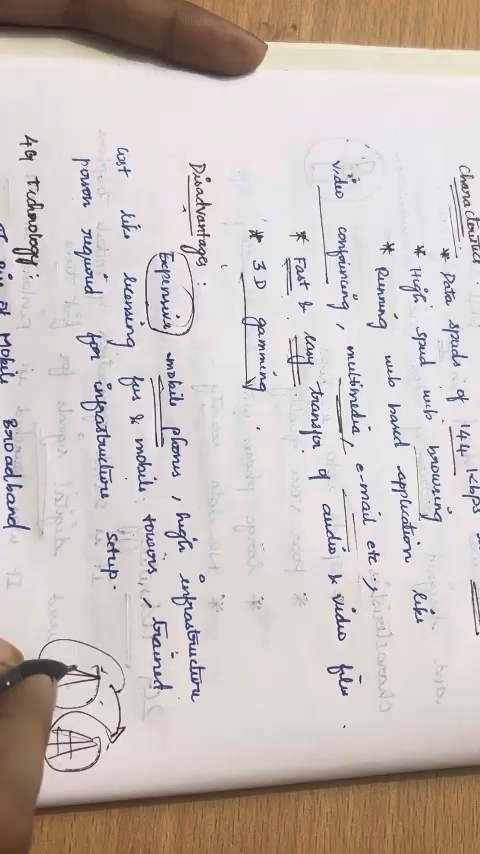 Characteristics:
* Data speeds of 144 Kbps
* High speed web browsing
* Running web based application like
video confrencing, multimedia, e-mail etc.
* Fast & easy transfer of audio & video files.
* 3D gaming.
Disadvantages:
Expensive mobile phones, high infrastructure
cost like licensing fees & mobile towers, trained
person required for infrastructure setup.
4G technology:
Mobile Broadband